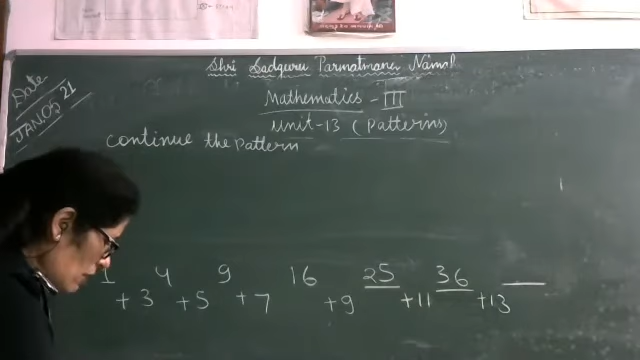 Shri Sadguru Parmatmane Namah
Date
JAN.05 21
Mathematics - III
Unit-13 (Patterns)
continue the Pattern
1 4 9 16 25 36
+3 +5 +7 +9 +11 +13